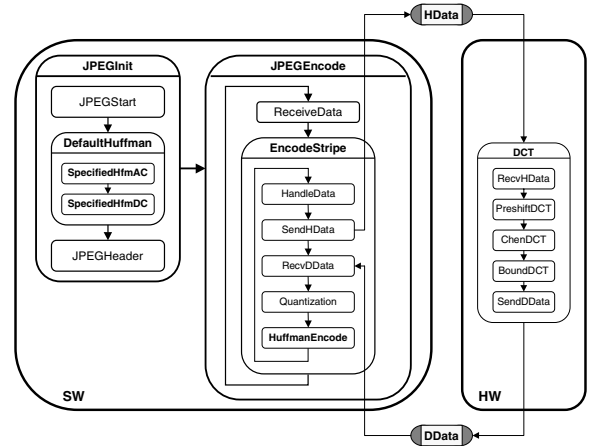 HData
JPEGInit
JPEGStart
DefaultHuffman
SpecifiedHfmAC
SpecifiedHfmDC
JPEGHeader
JPEGEncode
ReceiveData
EncodeStripe
HandleData
SendHData
RecvDData
Quantization
HuffmanEncode
SW
DCT
RecvHData
PreshiftDCT
ChenDCT
BoundDCT
SendDData
HW
DData